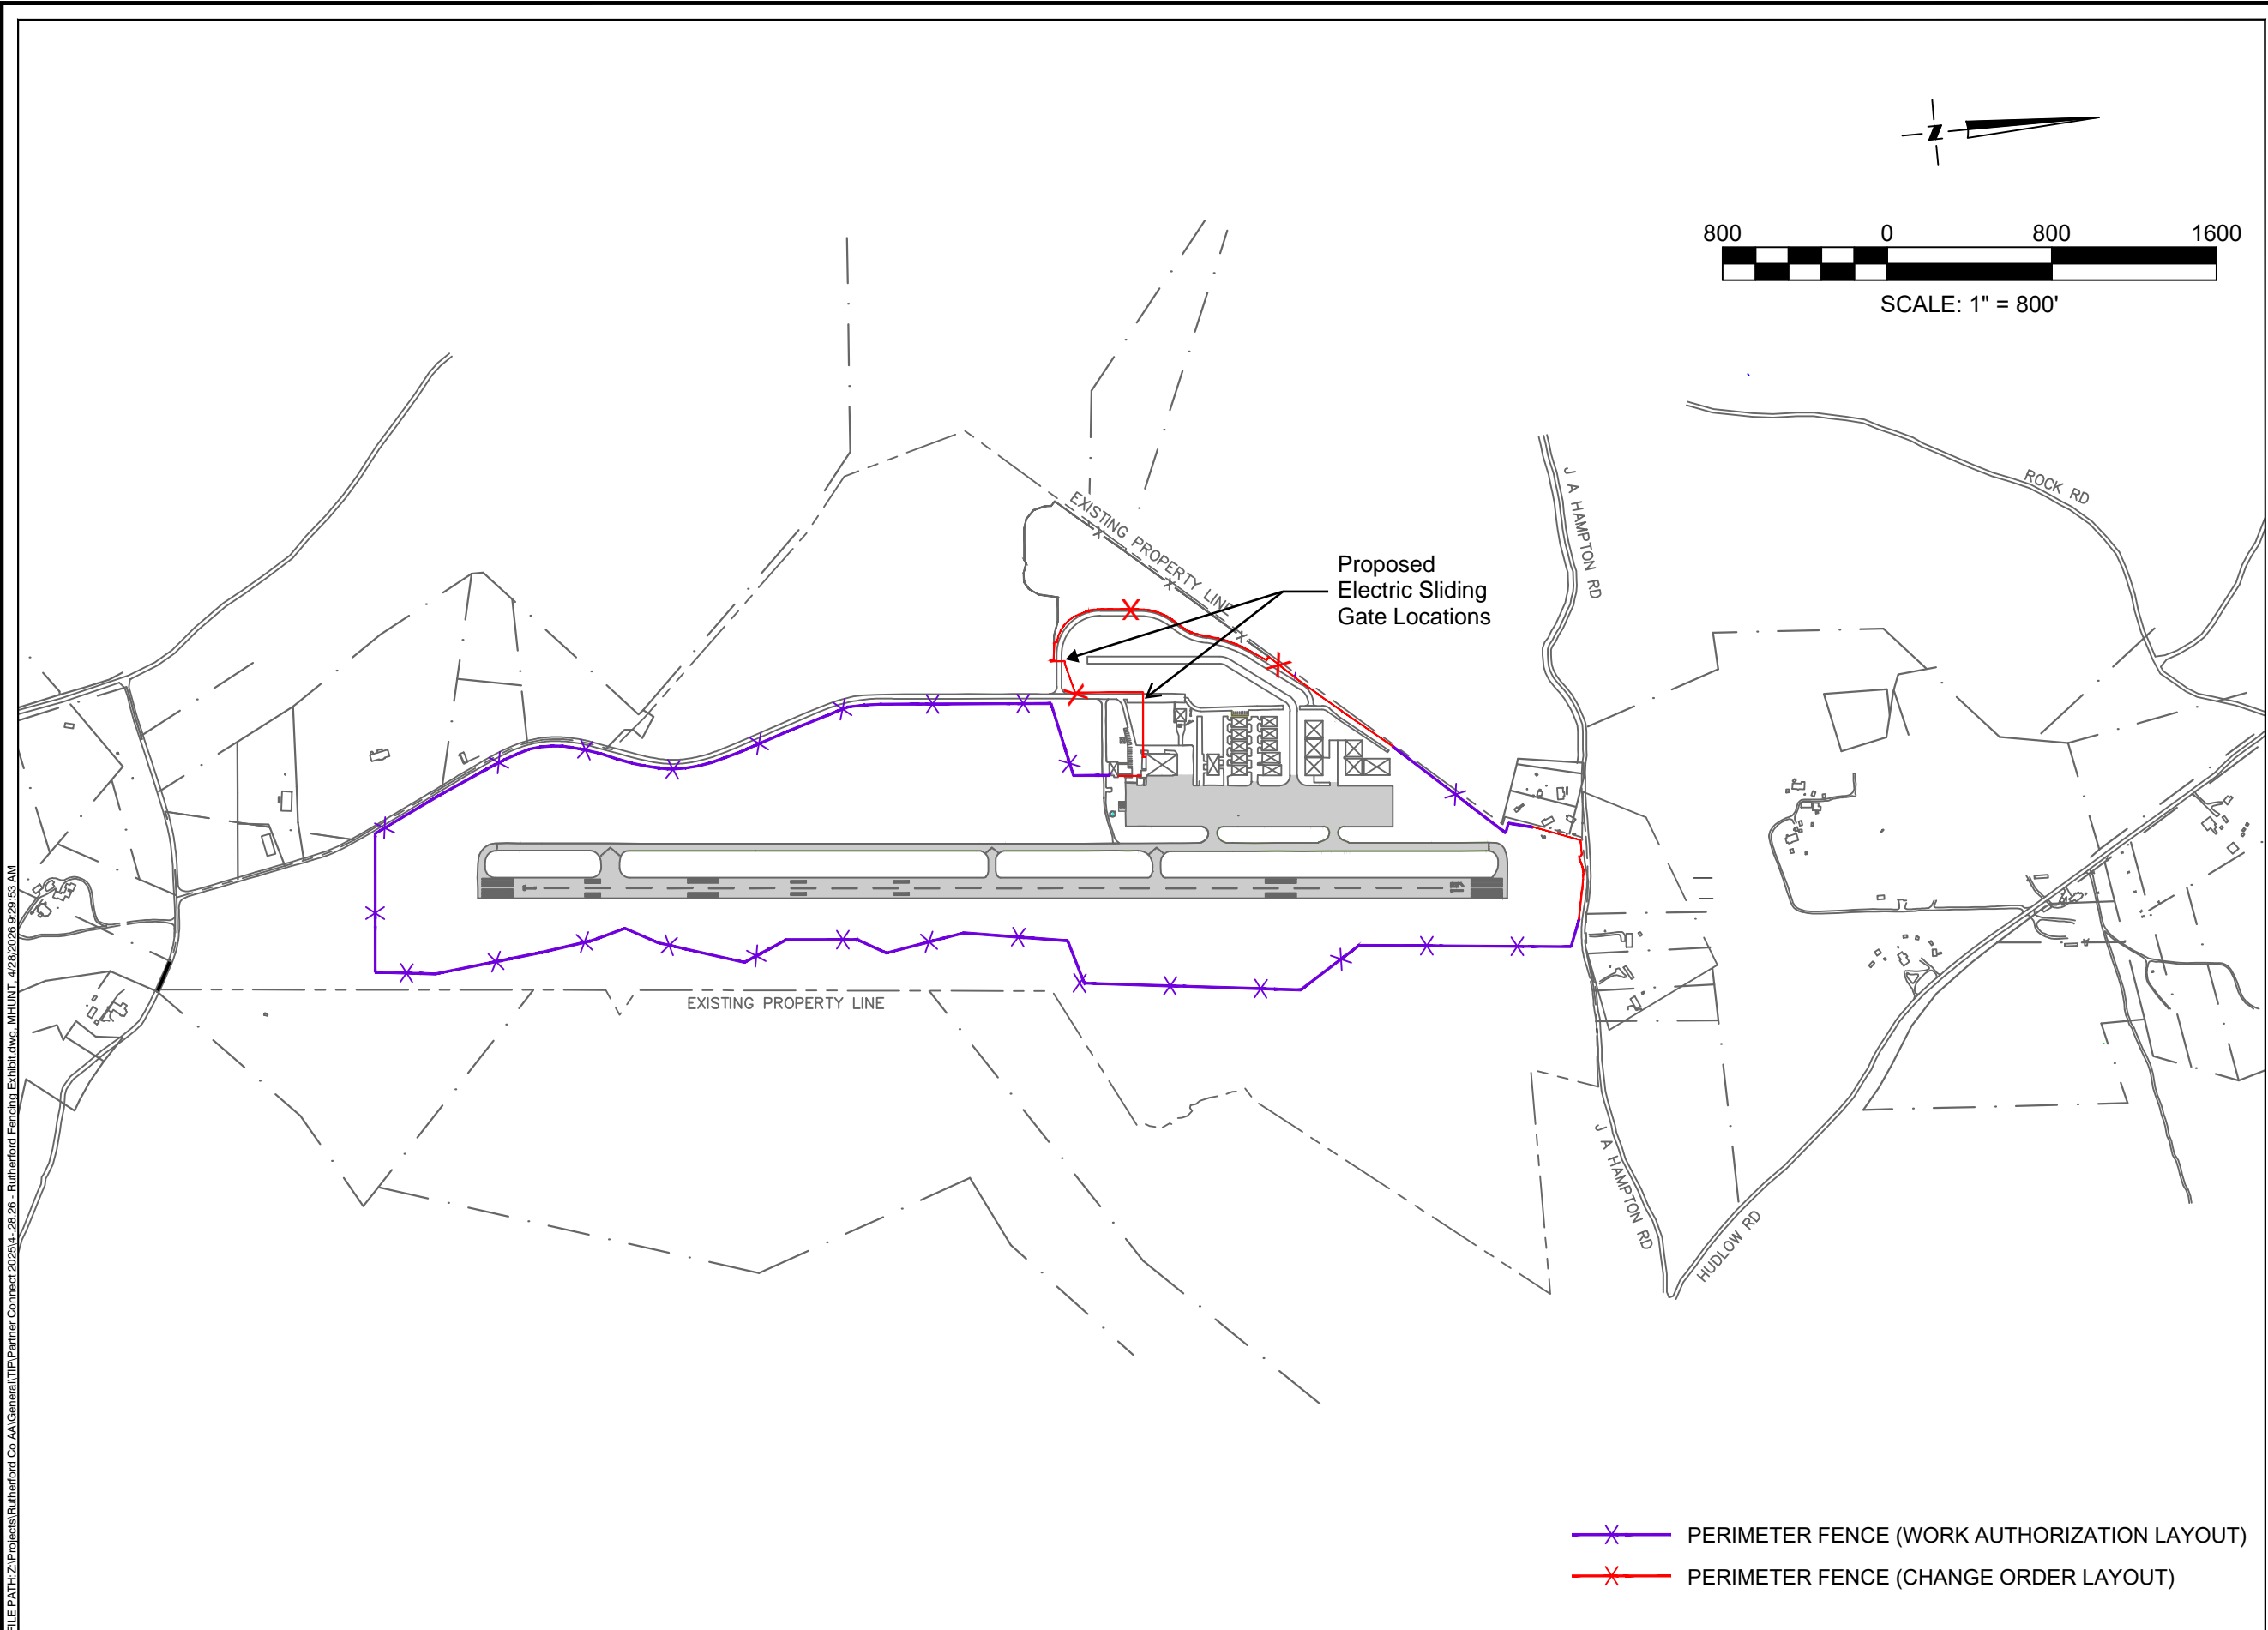 Z
800 0 800 1600
SCALE: 1" = 800'
ROCK RD
J A HAMPTON RD
EXISTING PROPERTY LINE
Proposed
Electric Sliding
Gate Locations
EXISTING PROPERTY LINE
J A HAMPTON RD
HUDLOW RD
PERIMETER FENCE (WORK AUTHORIZATION LAYOUT)
PERIMETER FENCE (CHANGE ORDER LAYOUT)
FILE PATH:Z:\Projects\Rutherford Co AA\General\TIP\Partner Connect 2025\4-.28.26 - Rutherford Fencing Exhibit.dwg, MHUNT, 4/28/2026 9:29:53 AM